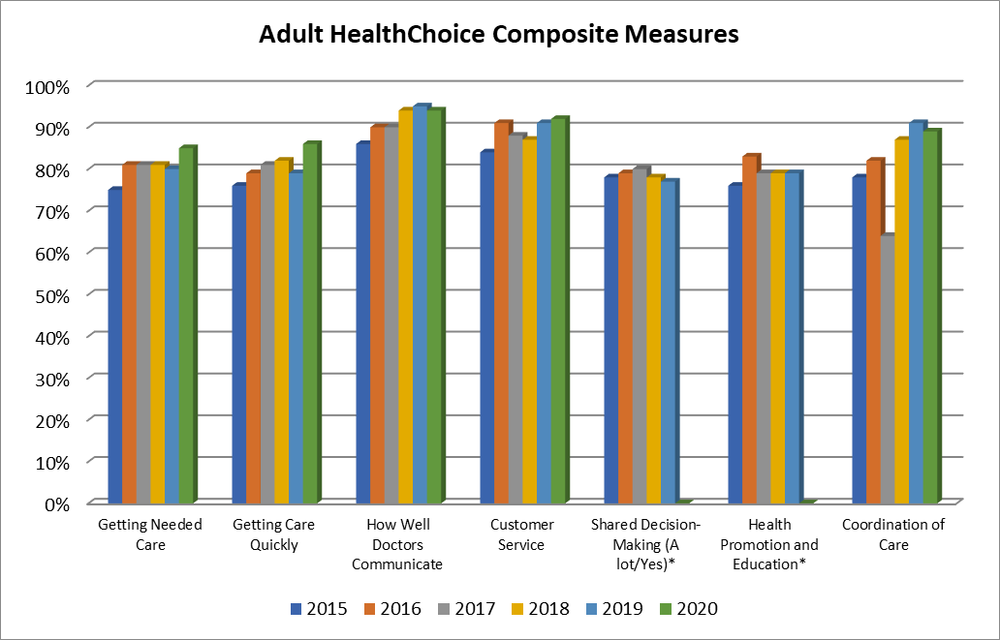 Adult HealthChoice Composite Measures
100%
90%
80%
70%
60%
50%
40%
30%
20%
10%
0%
Getting Needed
Care
Getting Care
Quickly
How Well
Doctors
Communicate
Customer
Service
Shared Decision-
Making (A
lot/Yes)*
Health
Promotion and
Education*
Coordination of
Care
2015 2016 2017 2018 2019 2020